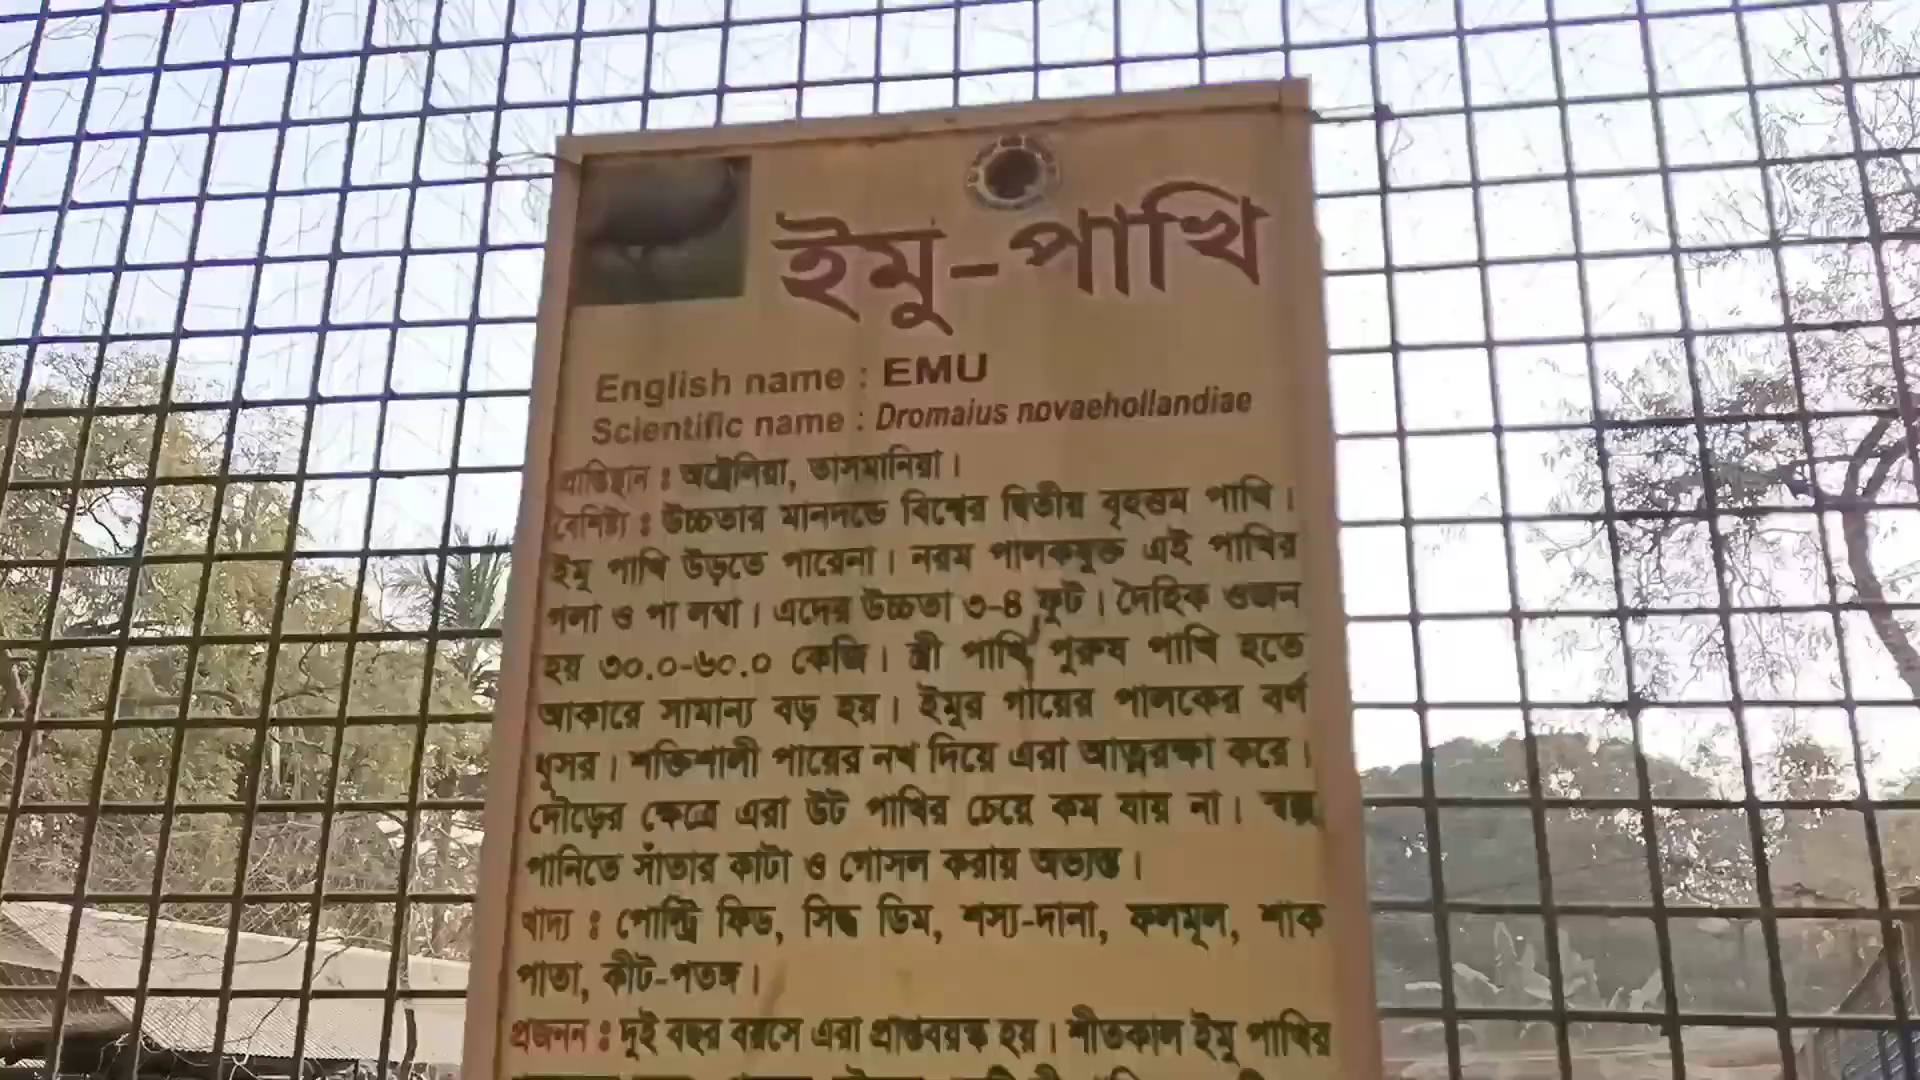 ইমু-পাখি
English name : EMU
Scientific name : Dromaius novaehollandiae
প্রাপ্তিস্থান : অষ্ট্রেলিয়া, তাসমানিয়া।
বৈশিষ্ট্য : উচ্চতার মানদন্ডে বিশ্বের দ্বিতীয় বৃহত্তম পাখি।
ইমু পাখি উড়তে পারেনা। নরম পালকযুক্ত এই পাখির
গলা ও পা লম্বা। এদের উচ্চতা ৩-৪ ফুট। দৈহিক ওজন
হয় ৩০.০-৬০.০ কেজি। স্ত্রী পাখি পুরুষ পাখি হতে
আকারে সামান্য বড় হয়। ইমুর গায়ের পালকের বর্ণ
ধুসর। শক্তিশালী পায়ের নখ দিয়ে এরা আত্মরক্ষা করে।
দৌড়ের ক্ষেত্রে এরা উট পাখির চেয়ে কম যায় না। স্বল্প
পানিতে সাঁতার কাটা ও গোসল করায় অভ্যস্ত।
খাদ্য : পোল্ট্রি ফিড, সিদ্ধ ডিম, শস্য-দানা, ফলমূল, শাক
পাতা, কীট-পতঙ্গ।
প্রজনন : দুই বছর বয়সে এরা প্রাপ্তবয়স্ক হয়। শীতকাল ইমু পাখির